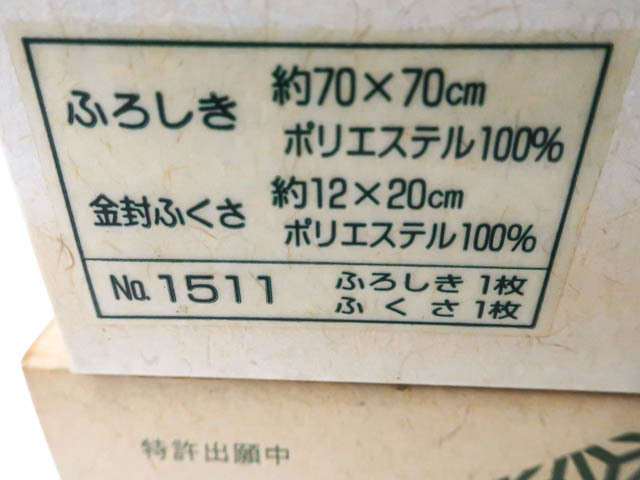 ふろしき 約70×70cm
ポリエステル100%
金封ふくさ 約12×20cm
ポリエステル100%
No.1511 ふろしき1枚
ふくさ1枚
特許出願中